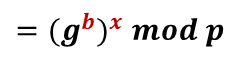 = (g^b)^x mod p